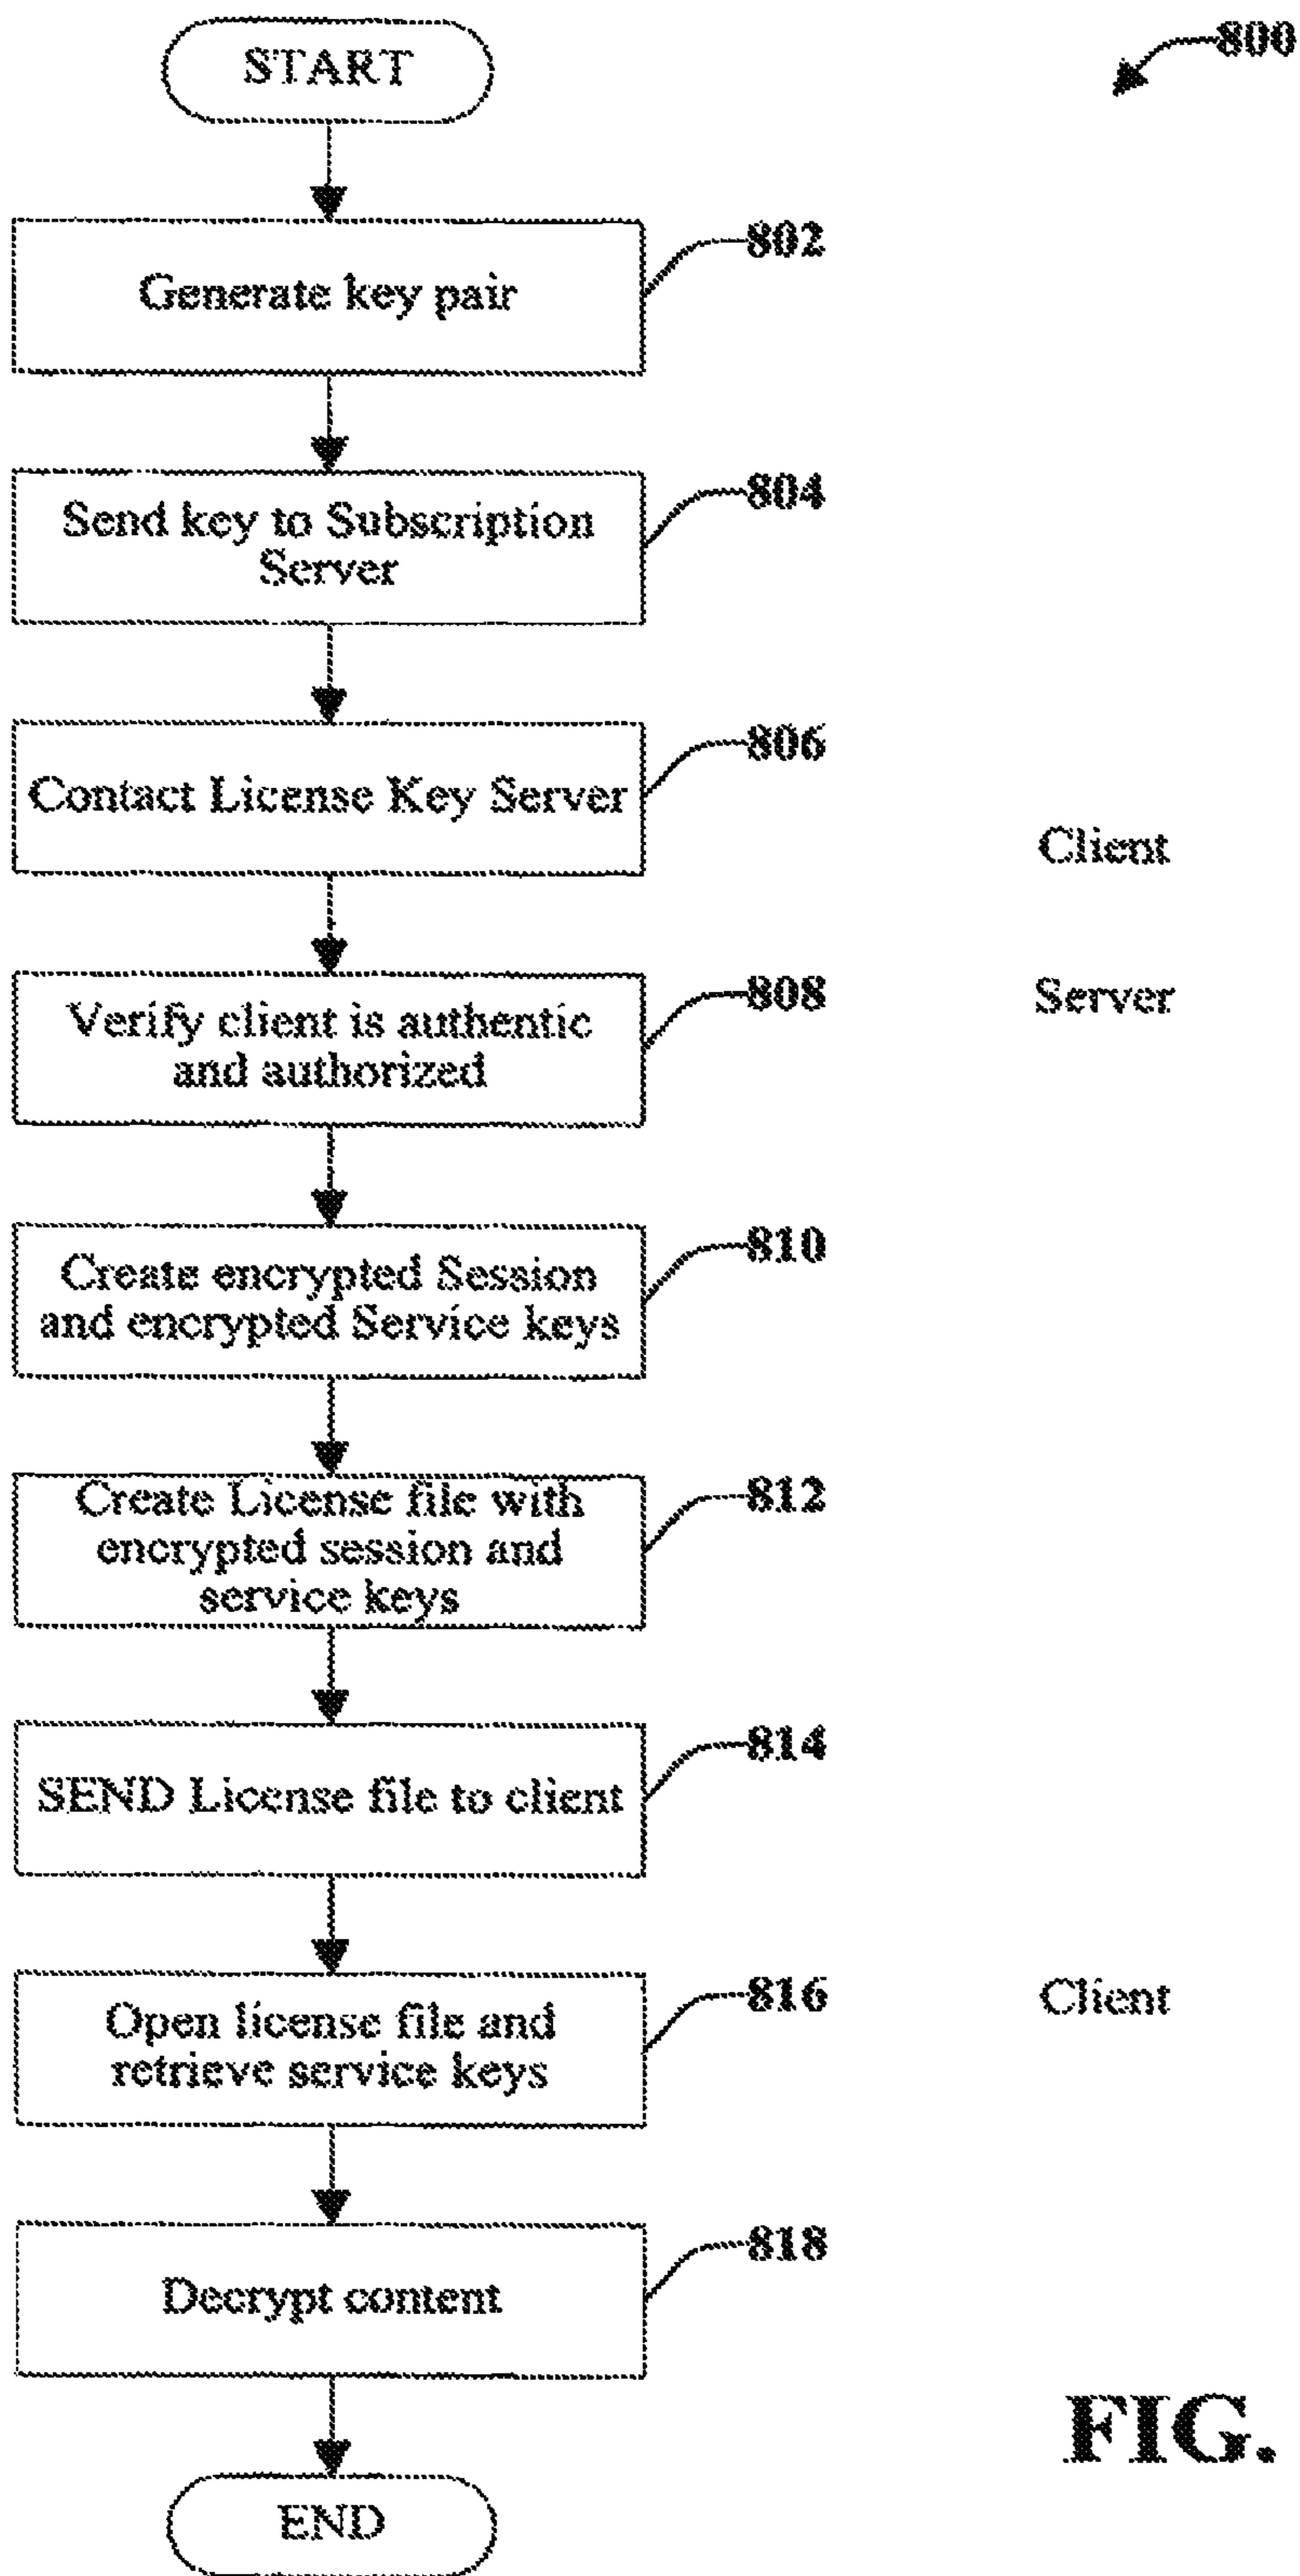 START
800
802
Generate key pair
804
Send key to Subscription
Server
806
Contact License Key Server
Client
808
Server
Verify client is authentic
and authorized
810
Create encrypted Session
and encrypted Service keys
812
Create License file with
encrypted session and
service keys
814
SEND License file to client
816
Client
Open license file and
retrieve service keys
818
Decrypt content
FIG.
END